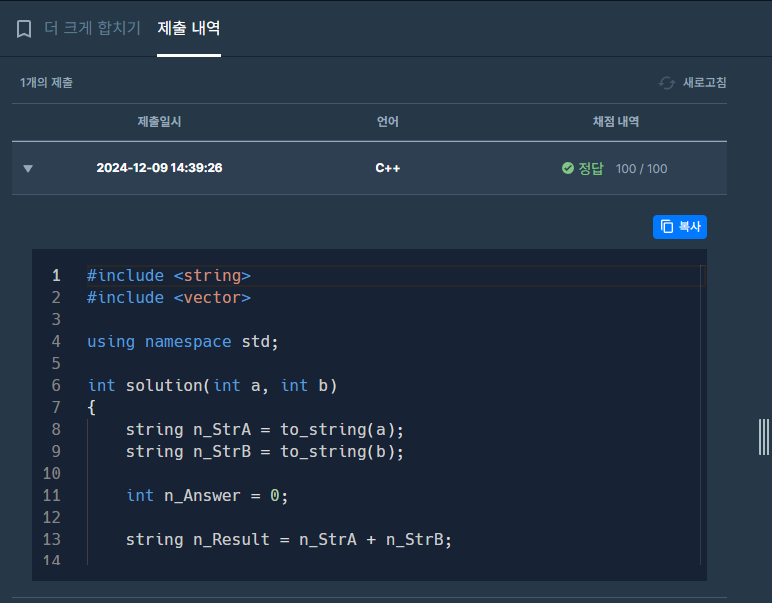 더 크게 합치기 제출 내역
1개의 제출 새로고침
제출일시 언어 채점 내역
2024-12-09 14:39:26 C++ 정답 100 / 100
복사
1 #include <string>
2 #include <vector>
3
4 using namespace std;
5
6 int solution(int a, int b)
7 {
8 string n_StrA = to_string(a);
9 string n_StrB = to_string(b);
10
11 int n_Answer = 0;
12
13 string n_Result = n_StrA + n_StrB;
14